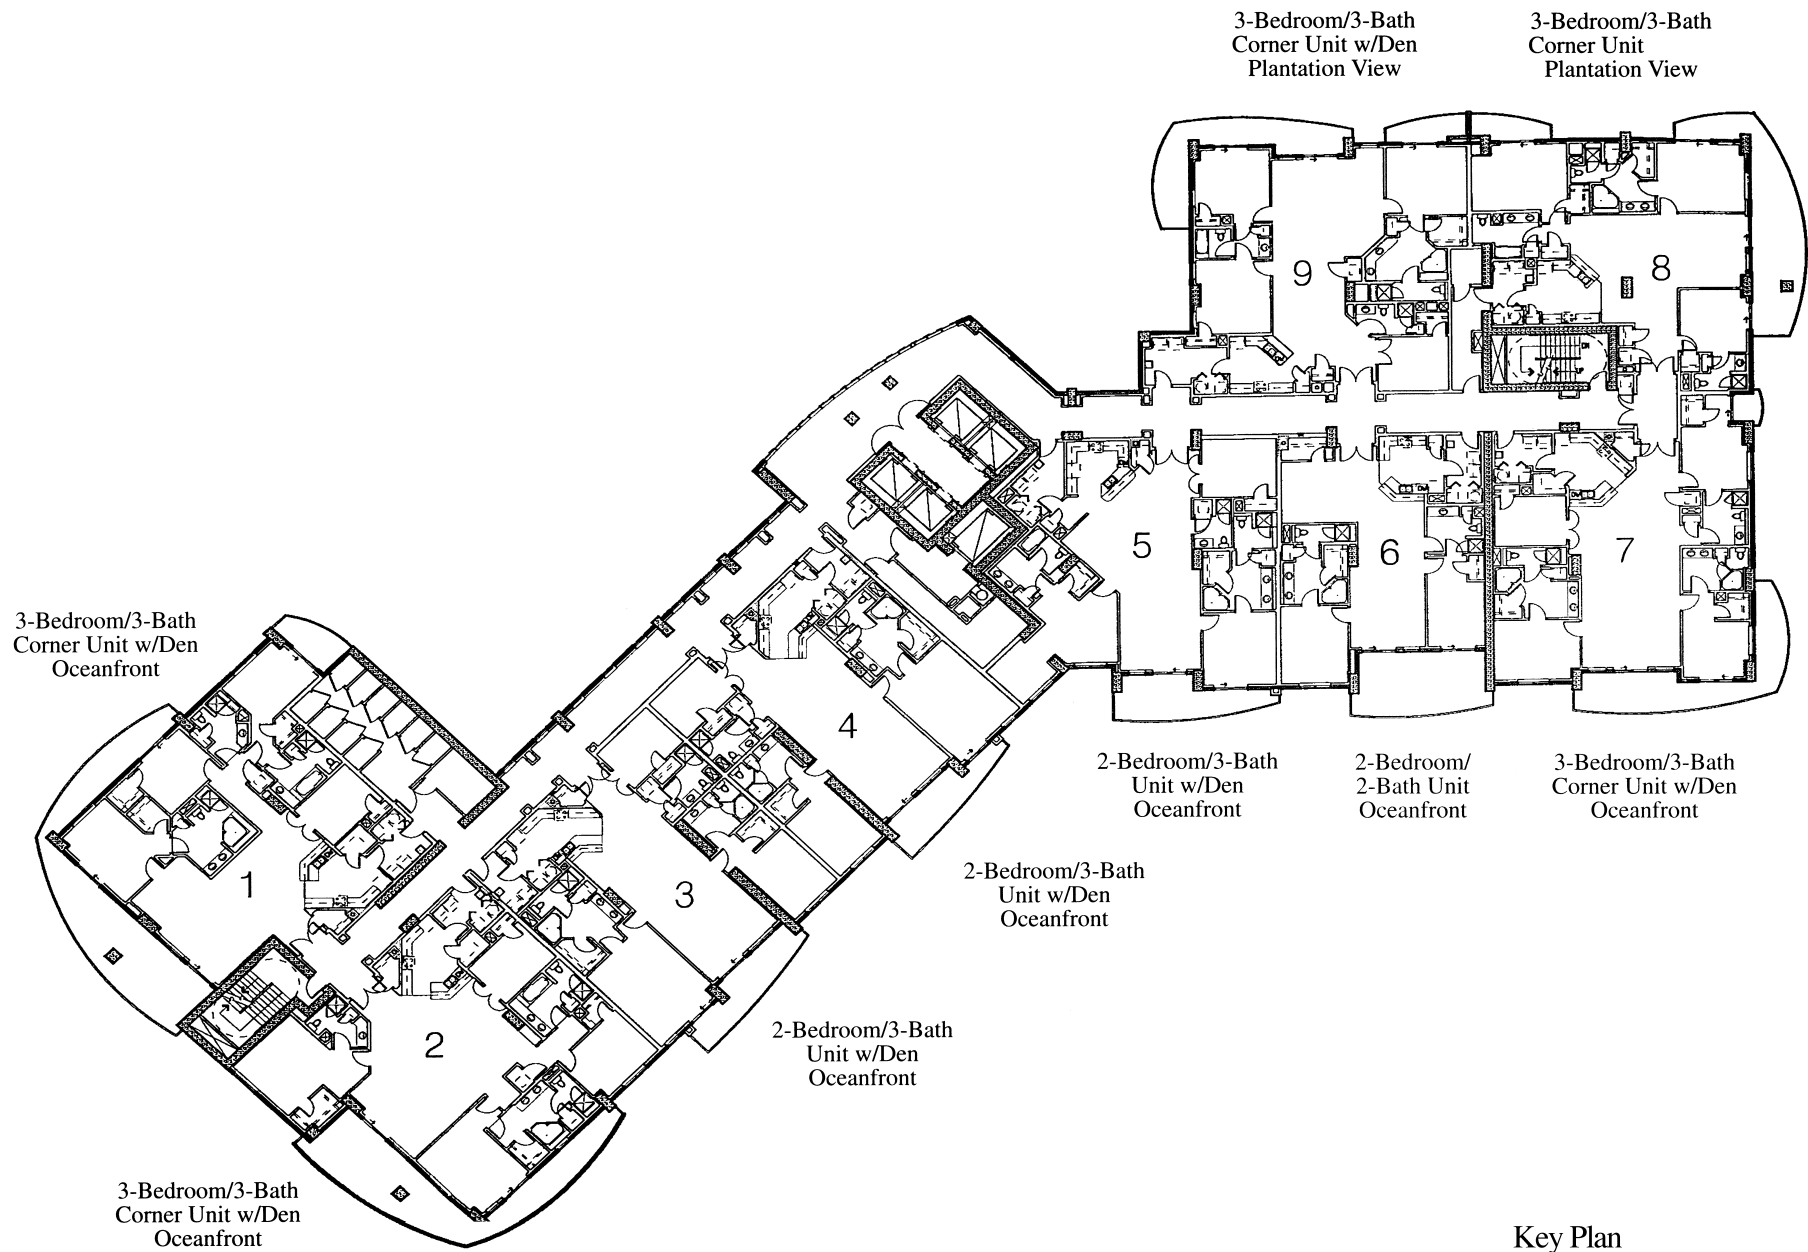 3-Bedroom/3-Bath
Corner Unit w/Den
Plantation View
3-Bedroom/3-Bath
Corner Unit
Plantation View
9
8
5
6
7
3-Bedroom/3-Bath
Corner Unit w/Den
Oceanfront
4
2-Bedroom/3-Bath
Unit w/Den
Oceanfront
2-Bedroom/
2-Bath Unit
Oceanfront
3-Bedroom/3-Bath
Corner Unit w/Den
Oceanfront
1
3
2-Bedroom/3-Bath
Unit w/Den
Oceanfront
2
2-Bedroom/3-Bath
Unit w/Den
Oceanfront
3-Bedroom/3-Bath
Corner Unit w/Den
Oceanfront
Key Plan